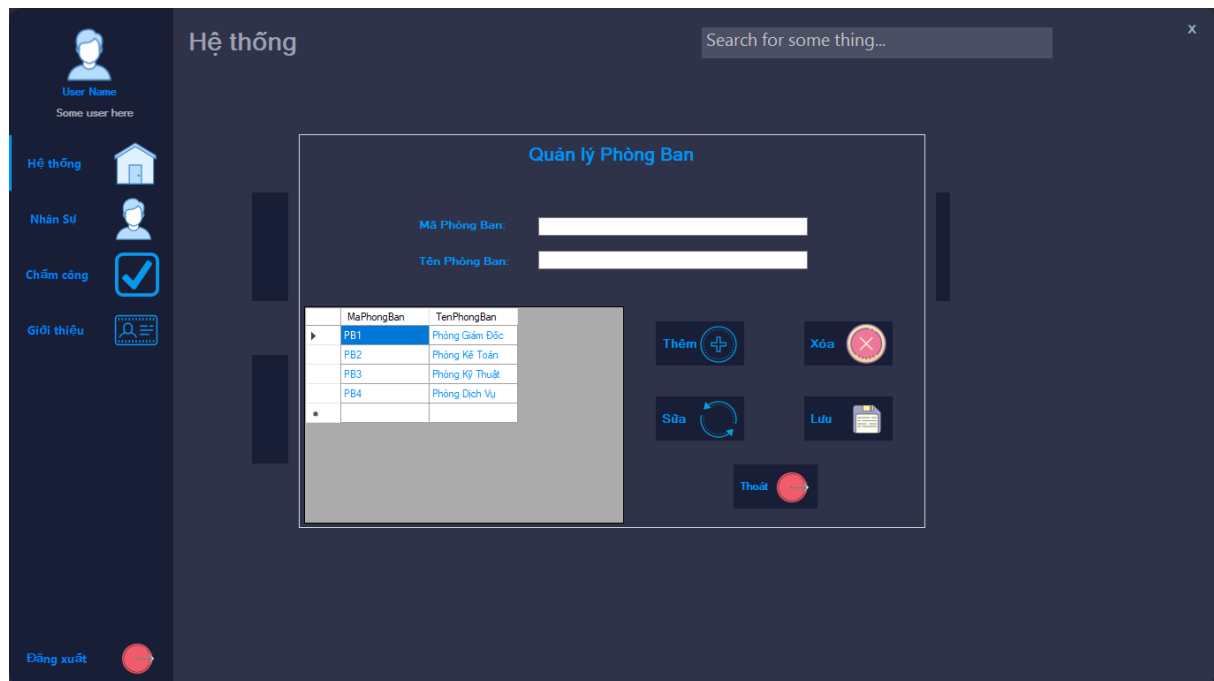 Hệ thống
Search for some thing...
x
User Name
Some user here
Hệ thống
Nhân Sự
Chấm công
Giới thiệu
Đăng xuất
Quản lý Phòng Ban
Mã Phòng Ban:
Tên Phòng Ban:
MaPhongBan TenPhongBan
PB1 Phòng Giám Đốc
PB2 Phòng Kế Toán
PB3 Phòng Kỹ Thuật
PB4 Phòng Dịch Vụ
Thêm
Xóa
Sửa
Lưu
Thoát